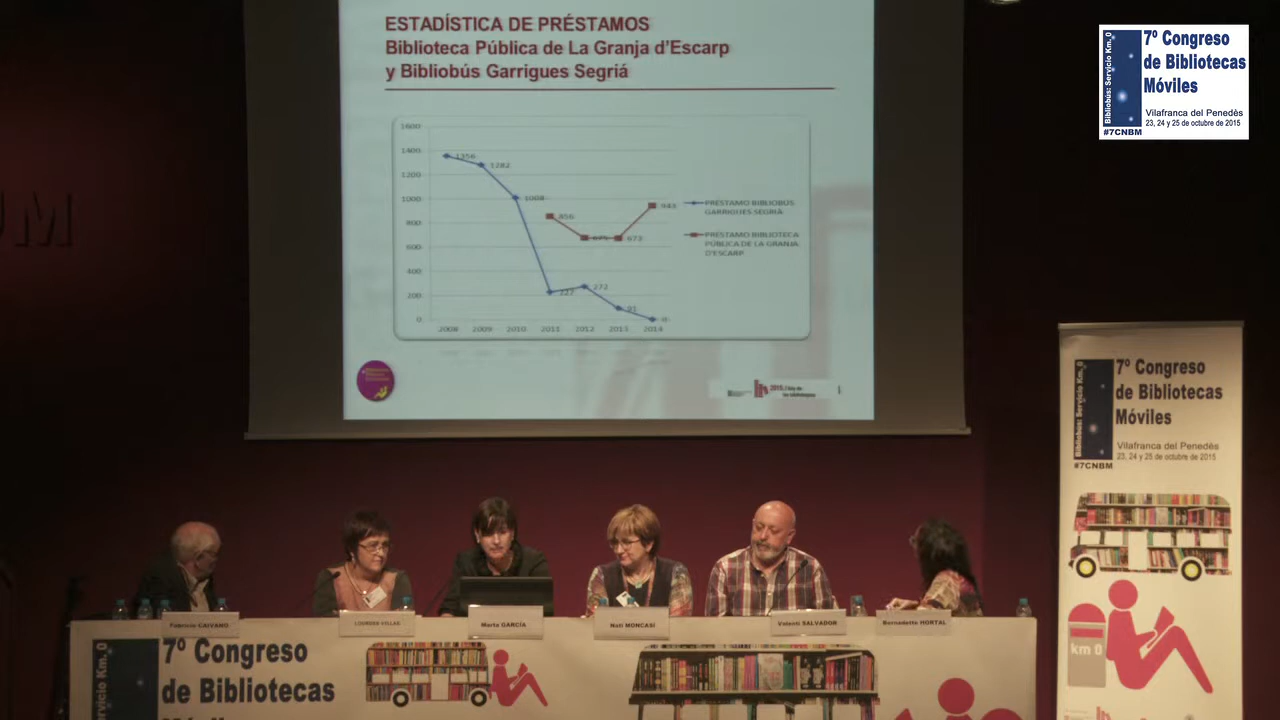 ESTADÍSTICA DE PRÉSTAMOS
Biblioteca Pública de La Granja d'Escarp
y Bibliobús Garrigues Segriá
1600
1400
1200
1000
800
600
400
200
0
1356
1282
1008
227
272
91
0
856
675
673
943
2008 2009 2010 2011 2012 2013 2014
PRÉSTAMO BIBLIOBÚS
GARRIGUES SEGRIÀ
PRÉSTAMO BIBLIOTECA
PÚBLICA DE LA GRANJA
D'ESCARP
Bibliobús: Servicio Km. 0
7º Congreso
de Bibliotecas
Móviles
Vilafranca del Penedès
23, 24 y 25 de octubre de 2015
#7CNBM
UM
Bibliobús: Servicio Km. 0
7º Congreso
de Bibliotecas
Móviles
Vilafranca del Penedès
23, 24 y 25 de octubre de 2015
#7CNBM
km 0
Fabricio CAIVANO
Marta GARCÍA
Nati MONCASI
Valentí SALVADOR
Bernadette HORTAL
Servicio Km. 0
7º Congreso
de Bibliotecas
Móviles